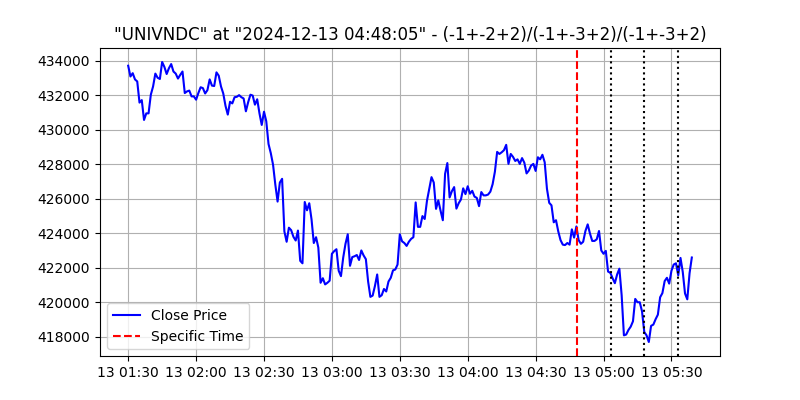 "UNIVNDC" at "2024-12-13 04:48:05" - (-1+-2+2)/(-1+-3+2)/(-1+-3+2)
434000
432000
430000
428000
426000
424000
422000
420000
418000
Close Price
Specific Time
13 01:30 13 02:00 13 02:30 13 03:00 13 03:30 13 04:00 13 04:30 13 05:00 13 05:30